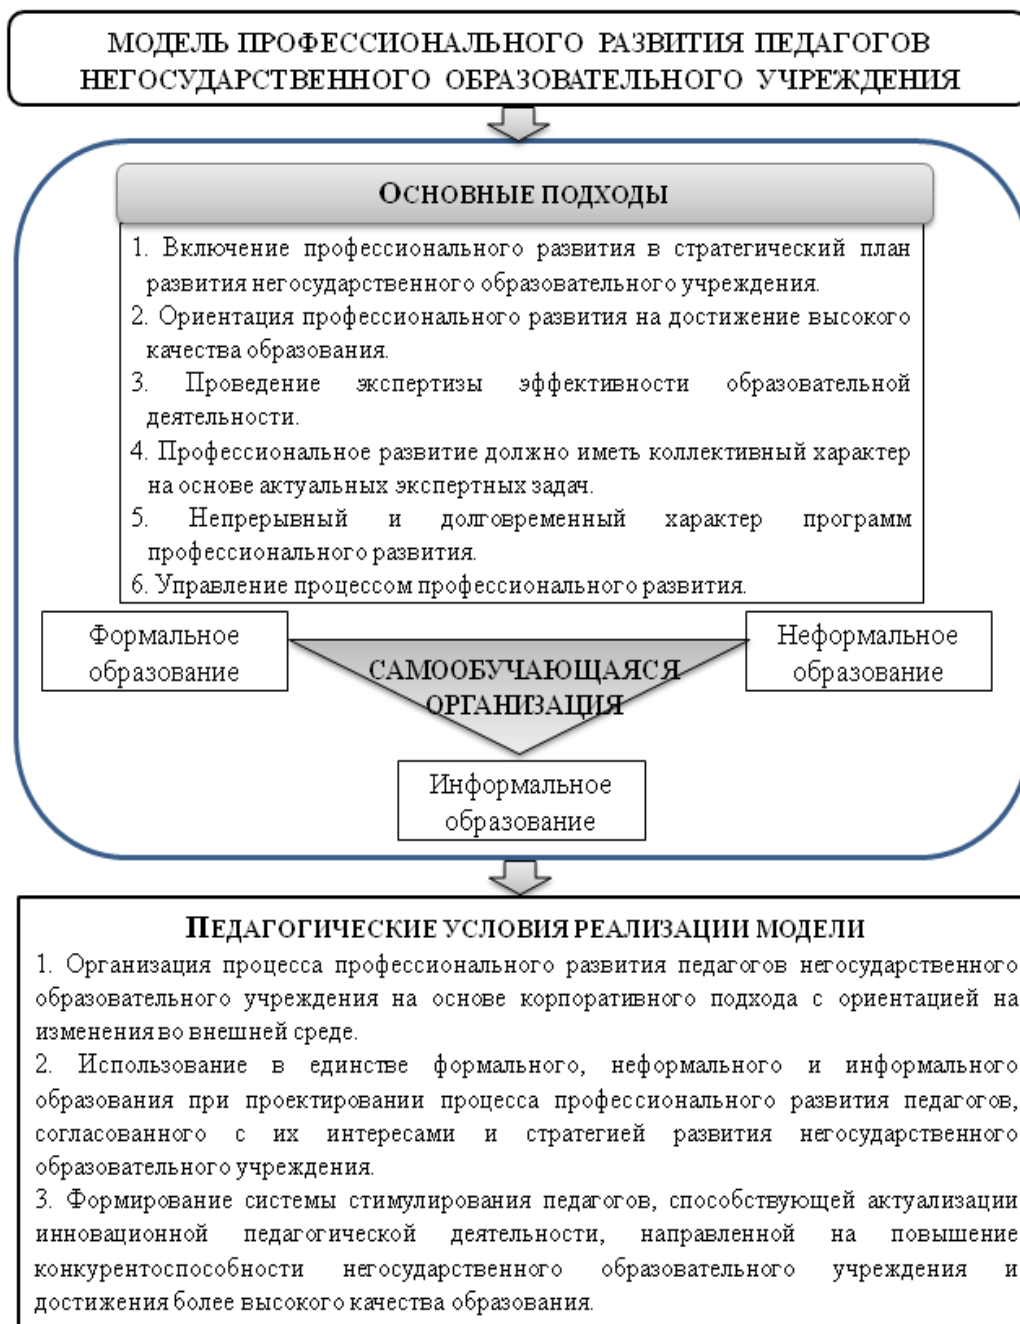 МОДЕЛЬ ПРОФЕССИОНАЛЬНОГО РАЗВИТИЯ ПЕДАГОГОВ
НЕГОСУДАРСТВЕННОГО ОБРАЗОВАТЕЛЬНОГО УЧРЕЖДЕНИЯ
ОСНОВНЫЕ ПОДХОДЫ
1. Включение профессионального развития в стратегический план
развития негосударственного образовательного учреждения.
2. Ориентация профессионального развития на достижение высокого
качества образования.
3. Проведение экспертизы эффективности образовательной
деятельности.
4. Профессиональное развитие должно иметь коллективный характер
на основе актуальных экспертных задач.
5. Непрерывный и долговременный характер программ
профессионального развития.
6. Управление процессом профессионального развития.
Формальное
образование
Неформальное
образование
САМООБУЧАЮЩАЯСЯ
ОРГАНИЗАЦИЯ
Информальное
образование
ПЕДАГОГИЧЕСКИЕ УСЛОВИЯ РЕАЛИЗАЦИИ МОДЕЛИ
1. Организация процесса профессионального развития педагогов негосударственного
образовательного учреждения на основе корпоративного подхода с ориентацией на
изменения во внешней среде.
2. Использование в единстве формального, неформального и информального
образования при проектировании процесса профессионального развития педагогов,
согласованного с их интересами и стратегией развития негосударственного
образовательного учреждения.
3. Формирование системы стимулирования педагогов, способствующей актуализации
инновационной педагогической деятельности, направленной на повышение
конкурентоспособности негосударственного образовательного учреждения и
достижения более высокого качества образования.